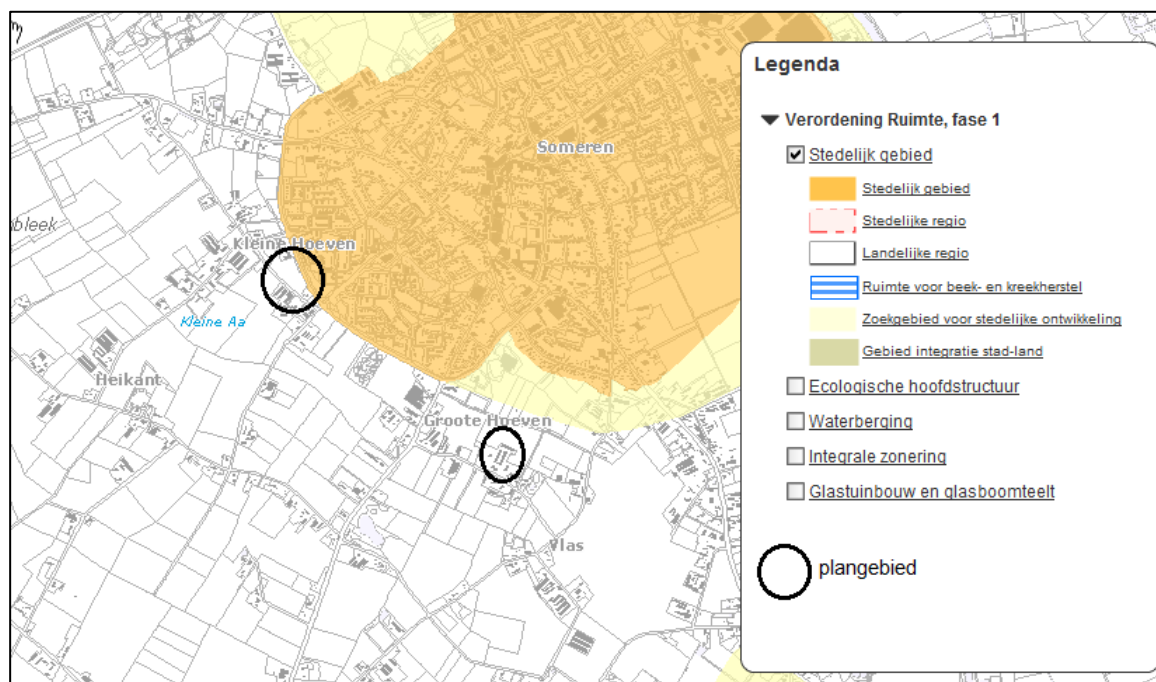 Someren
Kleine Hoeven
Kleine Aa
Heikant
Groote Hoeven
Vlas
bleek
Legenda
Verordening Ruimte, fase 1
Stedelijk gebied
Stedelijk gebied
Stedelijke regio
Landelijke regio
Ruimte voor beek- en kreekherstel
Zoekgebied voor stedelijke ontwikkeling
Gebied integratie stad-land
Ecologische hoofdstructuur
Waterberging
Integrale zonering
Glastuinbouw en glasboomteelt
plangebied